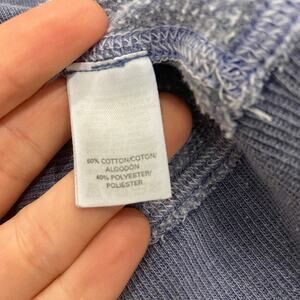 60% COTTON/COTON/
ALGODON
40% POLYESTER/
POLIESTER